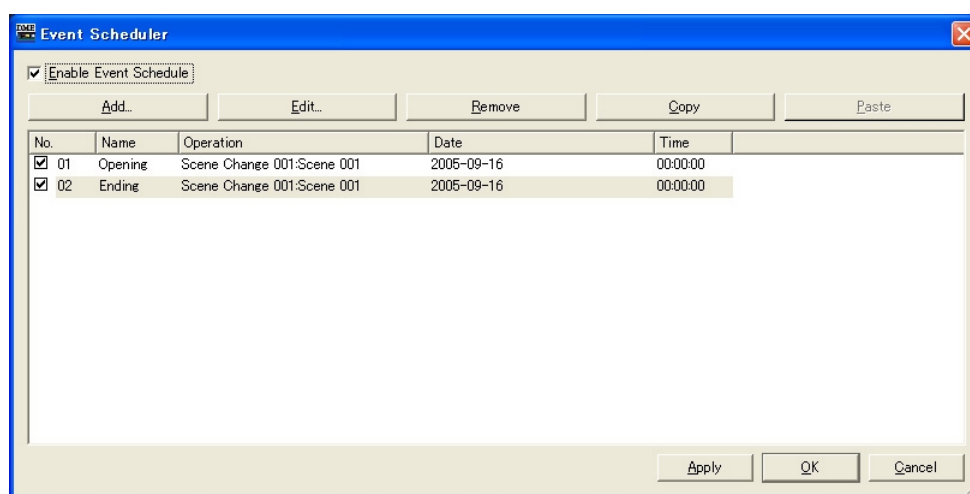 DME
Event Scheduler
Enable Event Schedule
Add... Edit... Remove Copy Paste
No. Name Operation Date Time
01 Opening Scene Change 001:Scene 001 2005-09-16 00:00:00
02 Ending Scene Change 001:Scene 001 2005-09-16 00:00:00
Apply OK Cancel